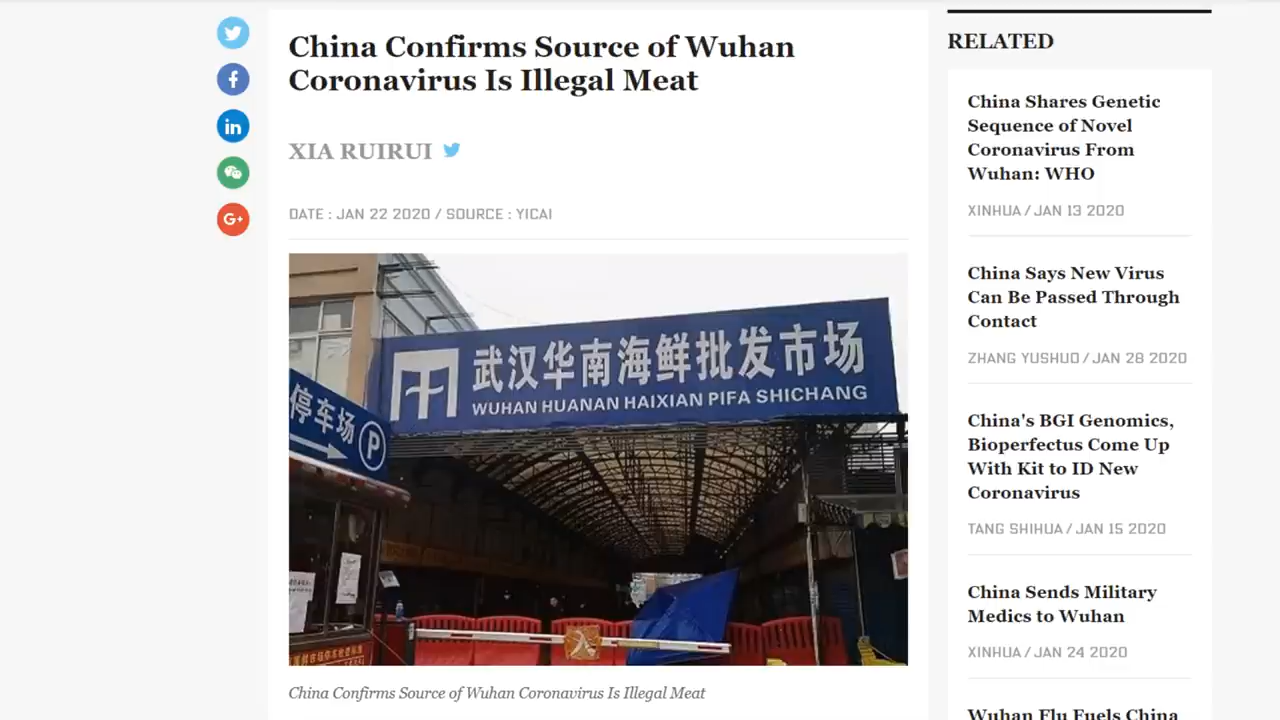 China Confirms Source of Wuhan
Coronavirus Is Illegal Meat
XIA RUIRUI
DATE : JAN 22 2020 / SOURCE : YICAI
武汉华南海鲜批发市场
WUHAN HUANAN HAIXIAN PIFA SHICHANG
停车场
P
入
China Confirms Source of Wuhan Coronavirus Is Illegal Meat
RELATED
China Shares Genetic
Sequence of Novel
Coronavirus From
Wuhan: WHO
XINHUA / JAN 13 2020
China Says New Virus
Can Be Passed Through
Contact
ZHANG YUSHUO / JAN 28 2020
China's BGI Genomics,
Bioperfectus Come Up
With Kit to ID New
Coronavirus
TANG SHIHUA / JAN 15 2020
China Sends Military
Medics to Wuhan
XINHUA / JAN 24 2020
Wuhan Flu Fuels China